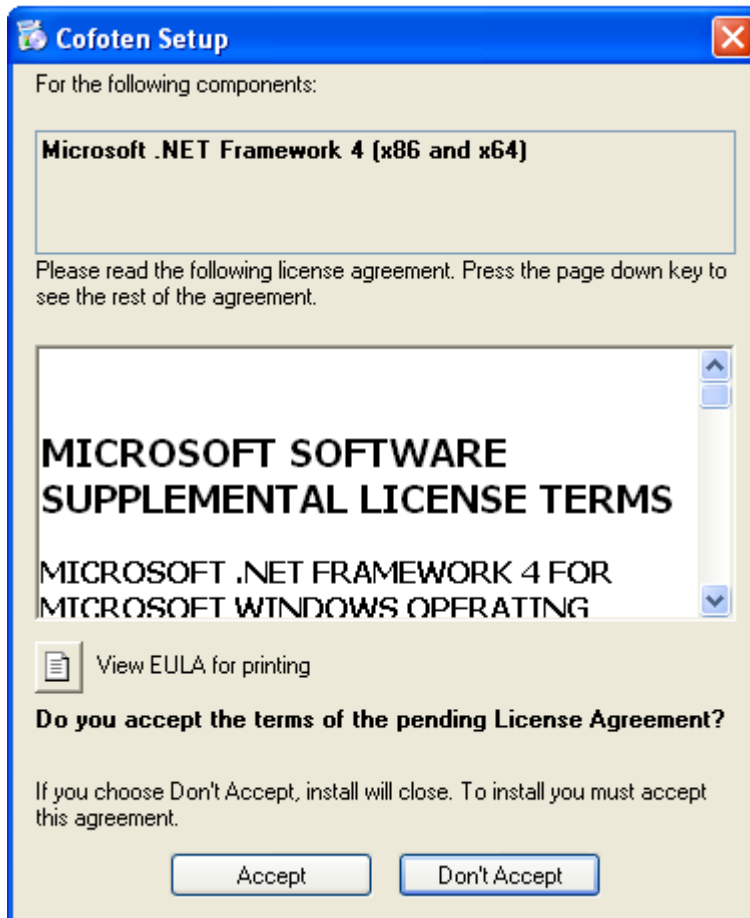 Cofoten Setup
For the following components:
Microsoft .NET Framework 4 (x86 and x64)
Please read the following license agreement. Press the page down key to
see the rest of the agreement.
MICROSOFT SOFTWARE
SUPPLEMENTAL LICENSE TERMS
MICROSOFT .NET FRAMEWORK 4 FOR
MICROSOFT WINDOWS OPERATING
View EULA for printing
Do you accept the terms of the pending License Agreement?
If you choose Don't Accept, install will close. To install you must accept
this agreement.
Accept
Don't Accept